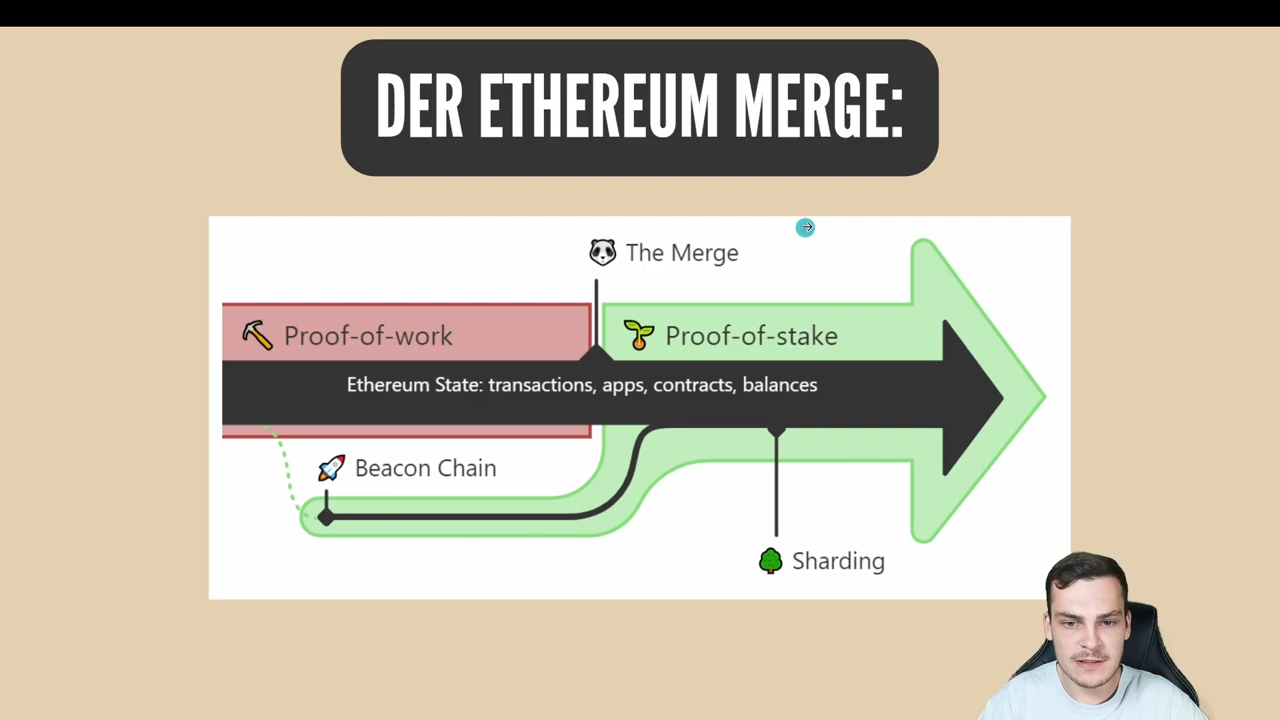 DER ETHEREUM MERGE:
The Merge
Proof-of-work
Proof-of-stake
Ethereum State: transactions, apps, contracts, balances
Beacon Chain
Sharding